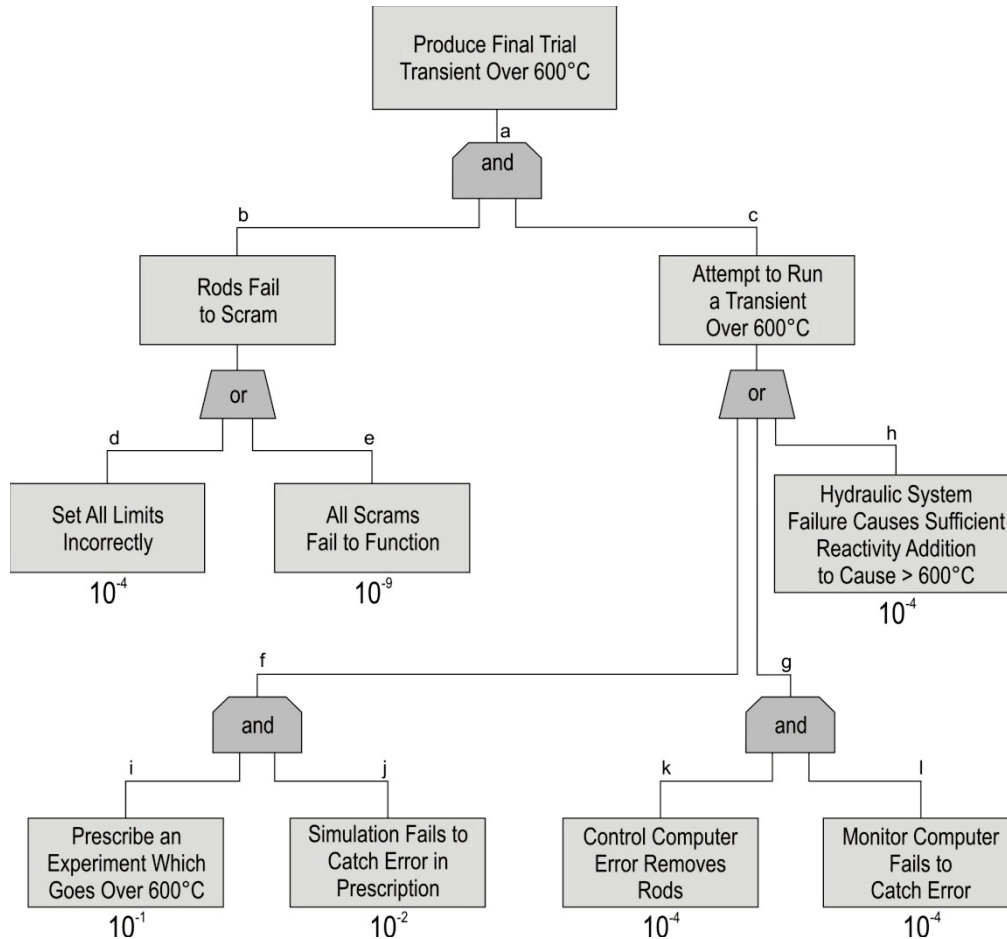 Produce Final Trial
Transient Over 600°C
a
and
b
c
Rods Fail
to Scram
Attempt to Run
a Transient
Over 600°C
or
or
d
e
h
Set All Limits
Incorrectly
10⁻⁴
All Scrams
Fail to Function
10⁻⁹
Hydraulic System
Failure Causes Sufficient
Reactivity Addition
to Cause > 600°C
10⁻⁴
f
g
and
and
i
j
k
l
Prescribe an
Experiment Which
Goes Over 600°C
10⁻¹
Simulation Fails to
Catch Error in
Prescription
10⁻²
Control Computer
Error Removes
Rods
10⁻⁴
Monitor Computer
Fails to
Catch Error
10⁻⁴